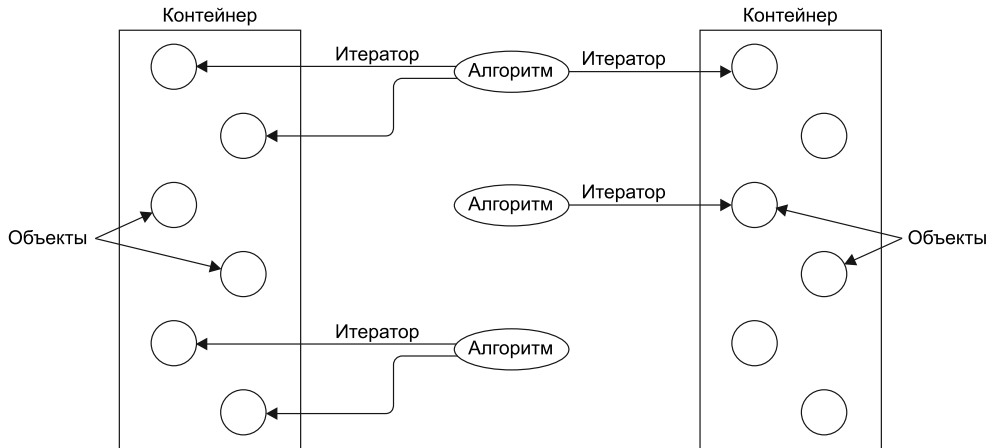 Контейнер
Контейнер
Итератор
Алгоритм
Итератор
Алгоритм
Итератор
Объекты
Объекты
Итератор
Алгоритм